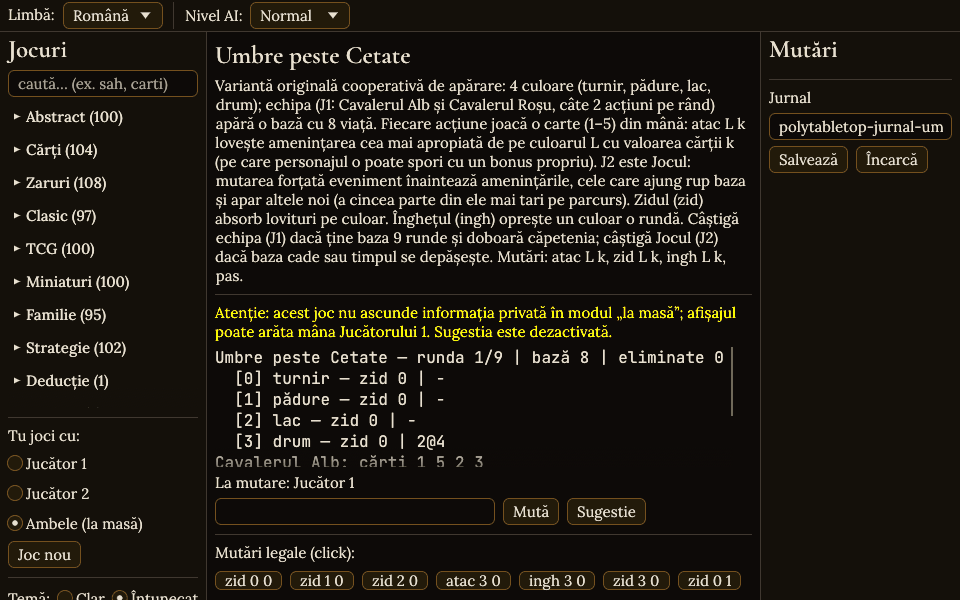 Limbă: Română Nivel AI: Normal
Jocuri
caută... (ex. sah, carti)
Abstract (100)
Cărți (104)
Zaruri (108)
Clasic (97)
TCG (100)
Miniaturi (100)
Familie (95)
Strategie (102)
Deducție (1)
Tu joci cu:
Jucător 1
Jucător 2
Ambele (la masă)
Joc nou
Temă: Clar Întunecat
Umbre peste Cetate
Variantă originală cooperativă de apărare: 4 culoare (turnir, pădure, lac,
drum); echipa (J1: Cavalerul Alb și Cavalerul Roșu, câte 2 acțiuni pe rând)
apără o bază cu 8 viață. Fiecare acțiune joacă o carte (1–5) din mână: atac L k
lovește amenințarea cea mai apropiată de pe culoarul L cu valoarea cărții k
(pe care personajul o poate spori cu un bonus propriu). J2 este Jocul:
mutarea forțată eveniment înaintează amenințările, cele care ajung rup baza
și apar altele noi (a cincea parte din ele mai tari pe parcurs). Zidul (zid)
absorb lovituri pe culoar. Înghețul (ingh) oprește un culoar o rundă. Câștigă
echipa (J1) dacă ține baza 9 runde și doboară căpetenia; câștigă Jocul (J2)
dacă baza cade sau timpul se depășește. Mutări: atac L k, zid L k, ingh L k,
pas.
Atenție: acest joc nu ascunde informația privată în modul „la masă”; afișajul
poate arăta mâna Jucătorului 1. Sugestia este dezactivată.
Umbre peste Cetate — runda 1/9 | bază 8 | eliminate 0
[0] turnir — zid 0 | -
[1] pădure — zid 0 | -
[2] lac — zid 0 | -
[3] drum — zid 0 | 2@4
Cavalerul Alb: cărți 1 5 2 3
La mutare: Jucător 1
Mută Sugestie
Mutări legale (click):
zid 0 0 zid 1 0 zid 2 0 atac 3 0 ingh 3 0 zid 3 0 zid 0 1
Mutări
Jurnal
polytabletop-jurnal-um
Salvează Încarcă